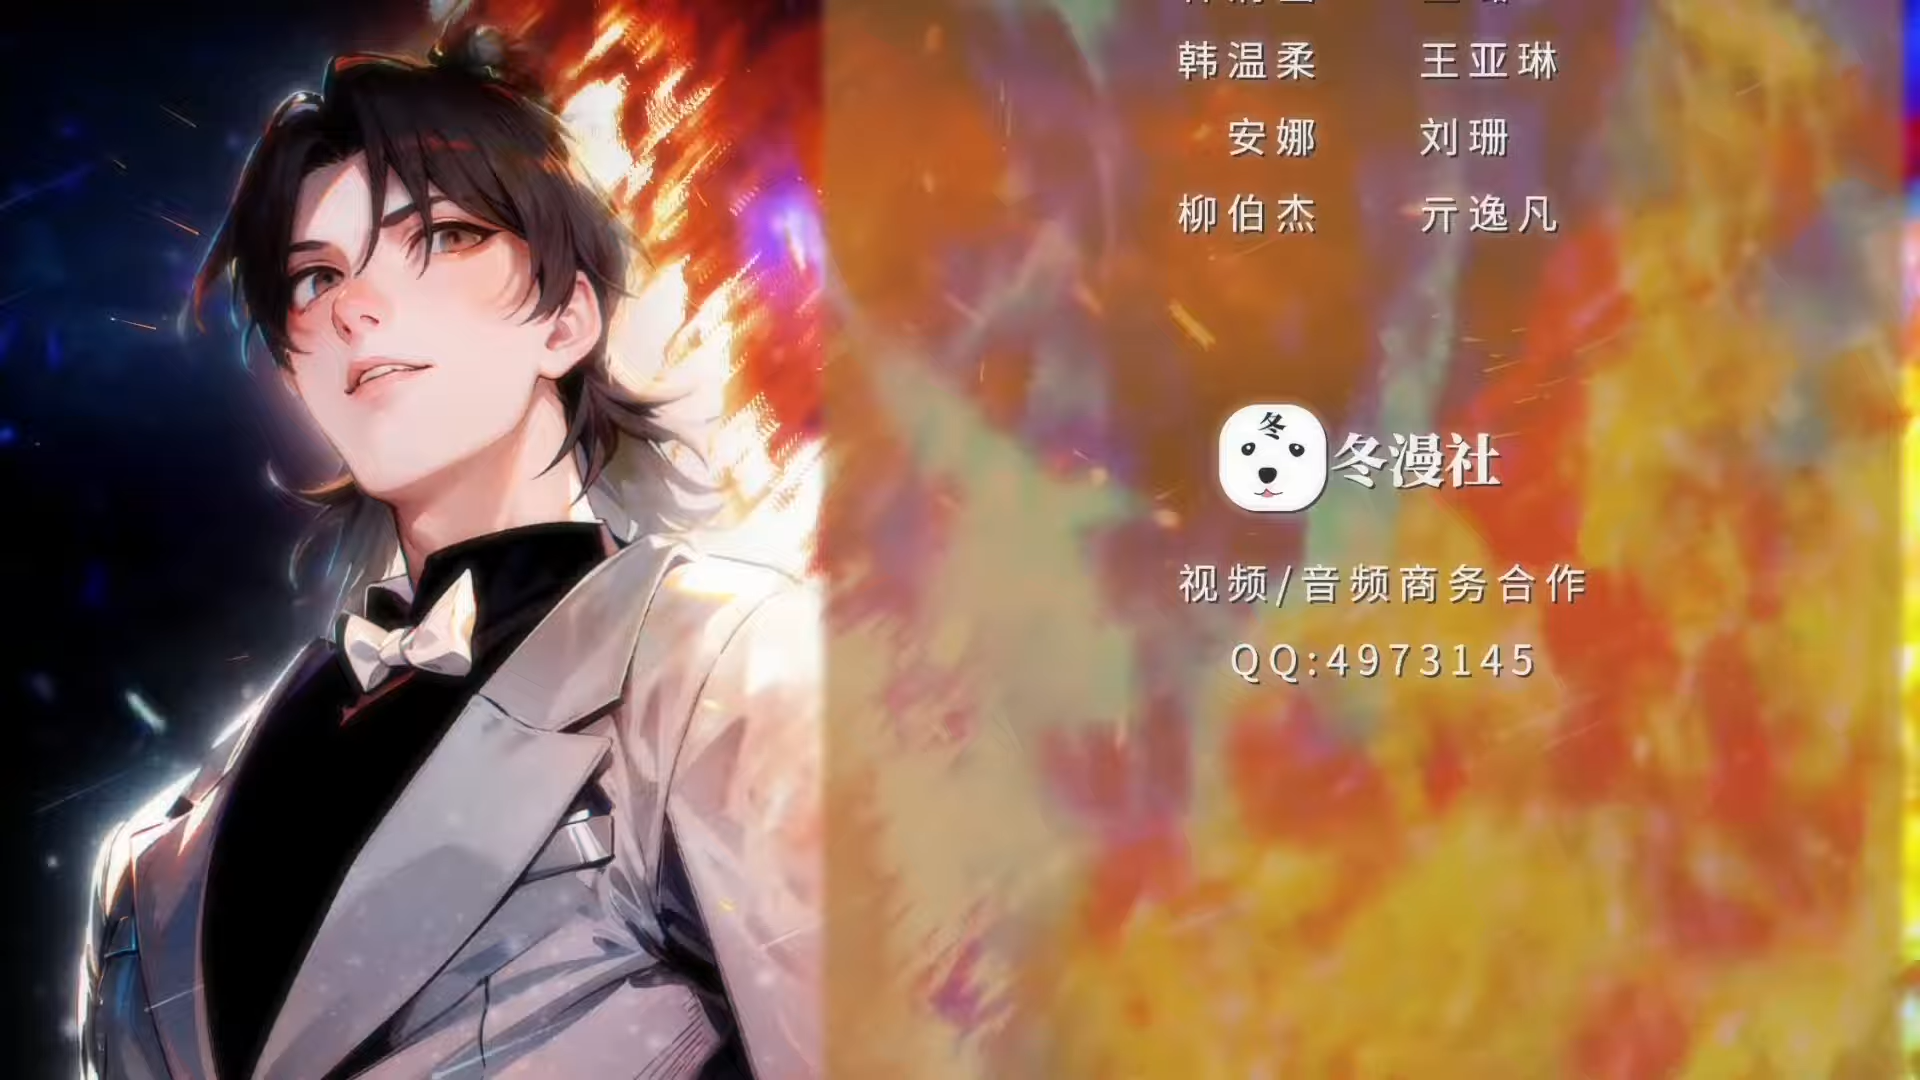 韩温柔 王亚琳
安娜 刘珊
柳伯杰 亓逸凡
冬
冬漫社
视频/音频商务合作
QQ:4973145